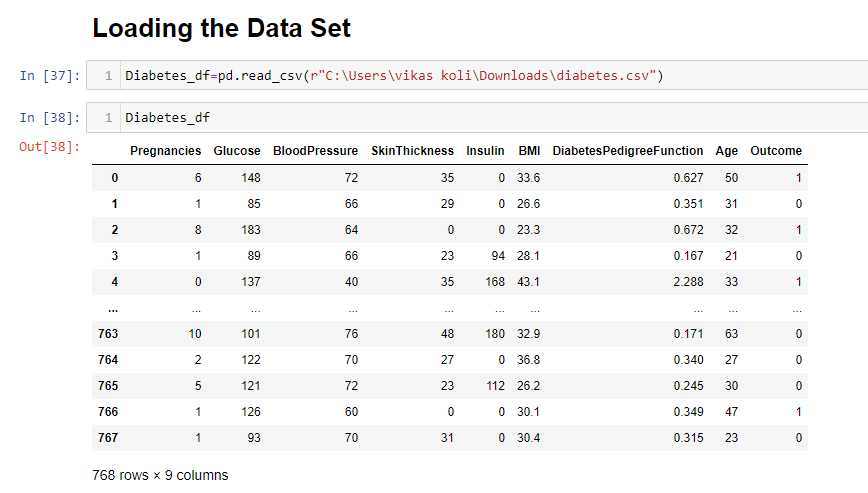 Loading the Data Set
In [37]: 1 Diabetes_df=pd.read_csv(r"C:\Users\vikas koli\Downloads\diabetes.csv")
In [38]: 1 Diabetes_df
Out[38]:
Pregnancies Glucose BloodPressure SkinThickness Insulin BMI DiabetesPedigreeFunction Age Outcome
0 6 148 72 35 0 33.6 0.627 50 1
1 1 85 66 29 0 26.6 0.351 31 0
2 8 183 64 0 0 23.3 0.672 32 1
3 1 89 66 23 94 28.1 0.167 21 0
4 0 137 40 35 168 43.1 2.288 33 1
... ... ... ... ... ... ... ... ... ...
763 10 101 76 48 180 32.9 0.171 63 0
764 2 122 70 27 0 36.8 0.340 27 0
765 5 121 72 23 112 26.2 0.245 30 0
766 1 126 60 0 0 30.1 0.349 47 1
767 1 93 70 31 0 30.4 0.315 23 0
768 rows × 9 columns